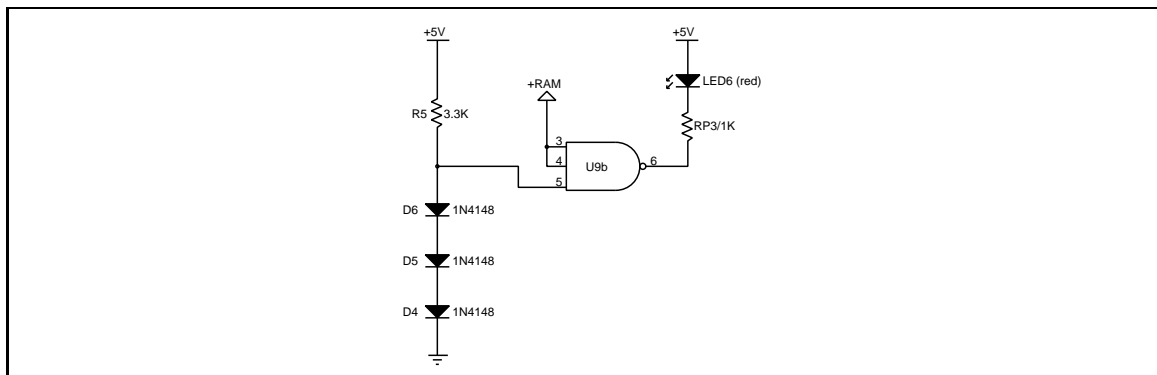 +5V
+5V
LED6 (red)
+RAM
R5 3.3K
RP3/1K
3
4
U9b
6
5
D6 1N4148
D5 1N4148
D4 1N4148